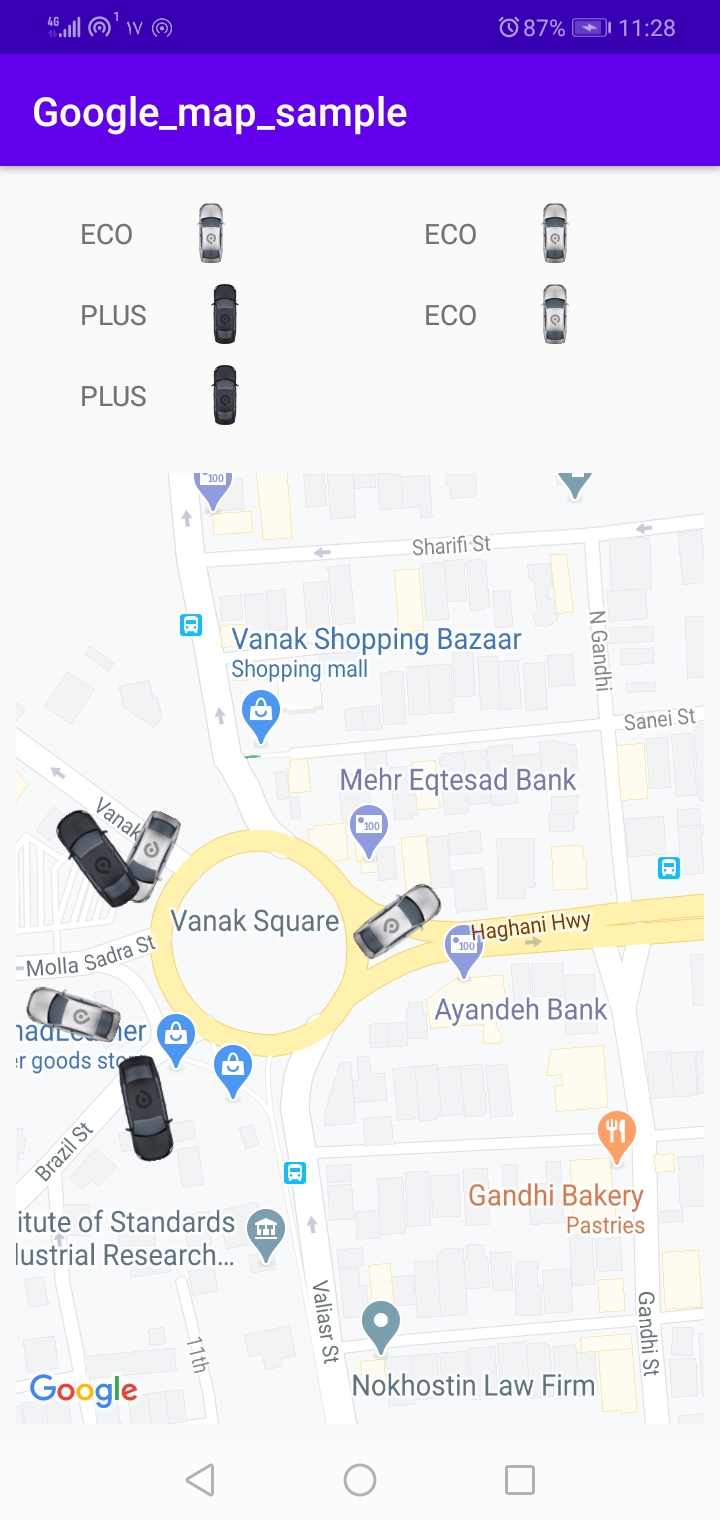 4G 1 ۱۷ 87% 11:28
Google_map_sample
ECO ECO
PLUS ECO
PLUS
100
Sharifi St
N Gandhi
Vanak Shopping Bazaar
Shopping mall
Sanei St
Mehr Eqtesad Bank
Vanak
100
Vanak Square
Haghani Hwy
100
Molla Sadra St
Ayandeh Bank
er goods sto
Brazil St
Gandhi Bakery
Pastries
itute of Standards
dustrial Research...
Valiasr St
Gandhi St
11th
Nokhostin Law Firm
Google